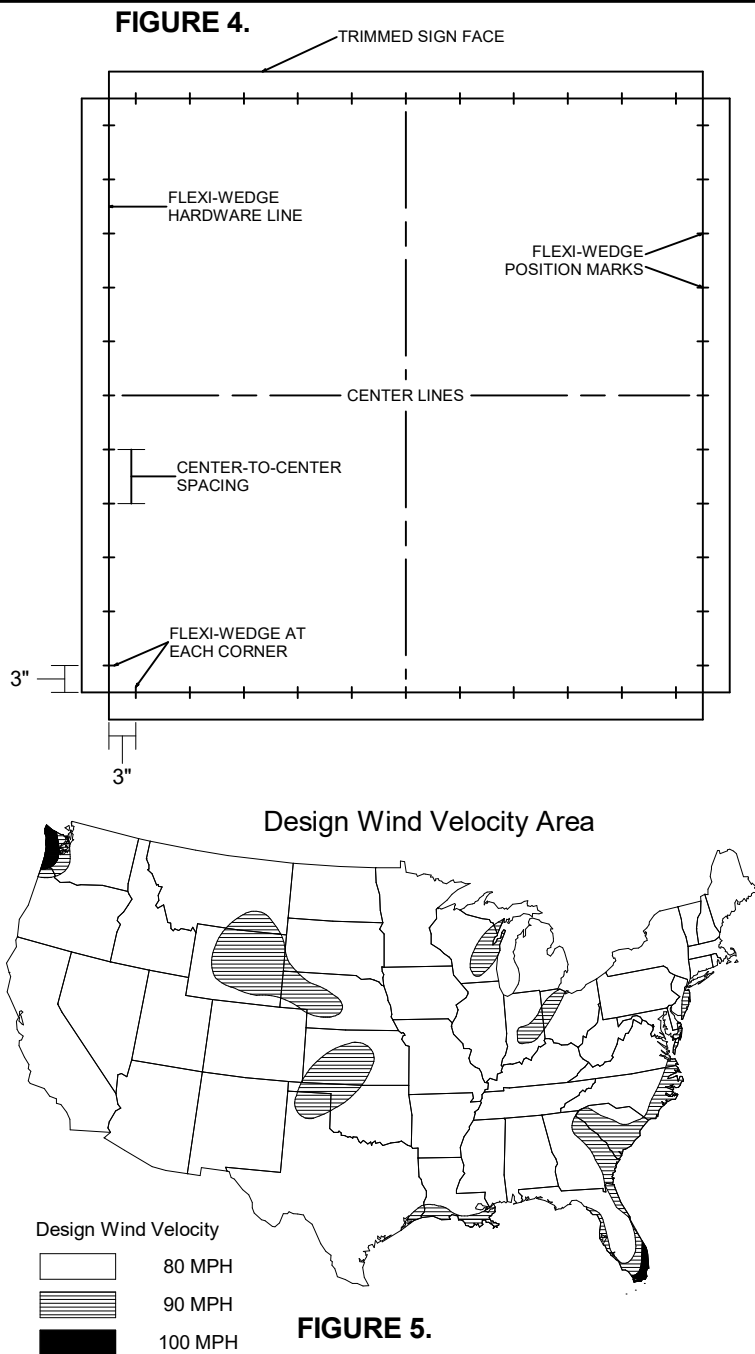 FIGURE 4.
TRIMMED SIGN FACE
FLEXI-WEDGE
HARDWARE LINE
FLEXI-WEDGE
POSITION MARKS
CENTER LINES
CENTER-TO-CENTER
SPACING
FLEXI-WEDGE AT
EACH CORNER
3"
3"
Design Wind Velocity Area
Design Wind Velocity
80 MPH
90 MPH
100 MPH
FIGURE 5.